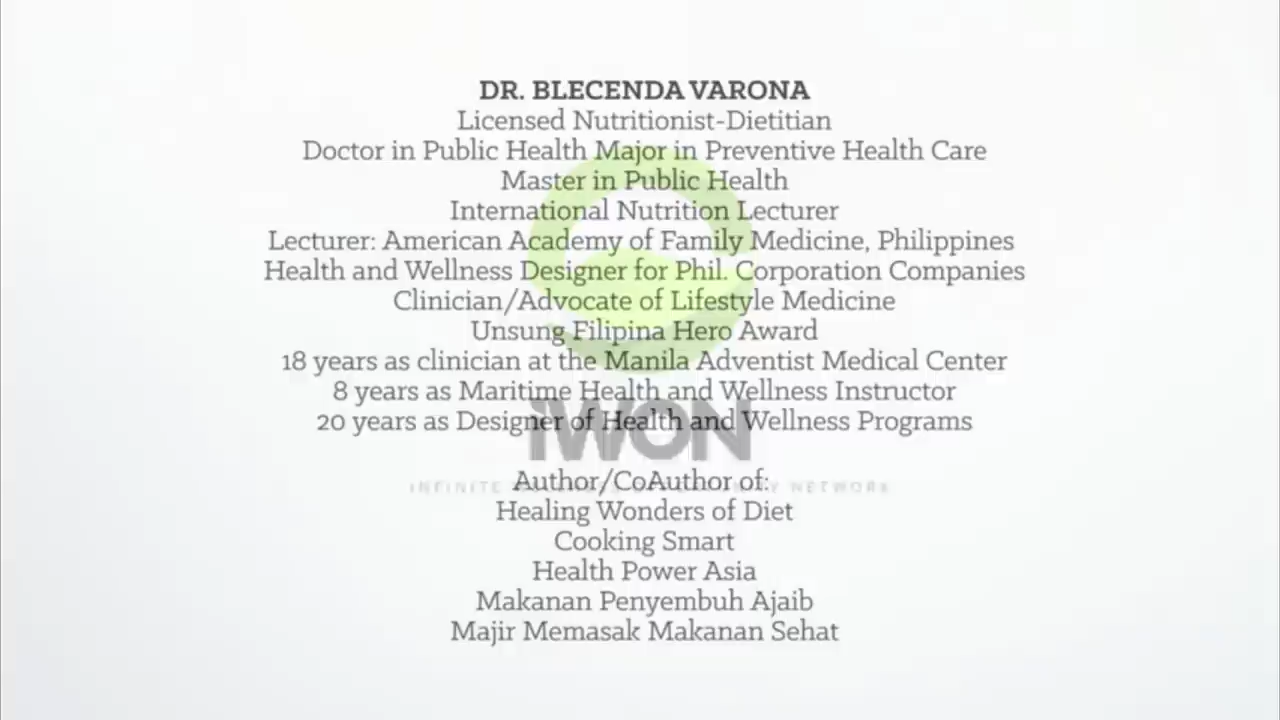 DR. BLECENDA VARONA
Licensed Nutritionist-Dietitian
Doctor in Public Health Major in Preventive Health Care
Master in Public Health
International Nutrition Lecturer
Lecturer: American Academy of Family Medicine, Philippines
Health and Wellness Designer for Phil. Corporation Companies
Clinician/Advocate of Lifestyle Medicine
Unsung Filipina Hero Award
18 years as clinician at the Manila Adventist Medical Center
8 years as Maritime Health and Wellness Instructor
20 years as Designer of Health and Wellness Programs
iWON
Author/CoAuthor of:
INFINITE NETWORK
Healing Wonders of Diet
Cooking Smart
Health Power Asia
Makanan Penyembuh Ajaib
Majir Memasak Makanan Sehat